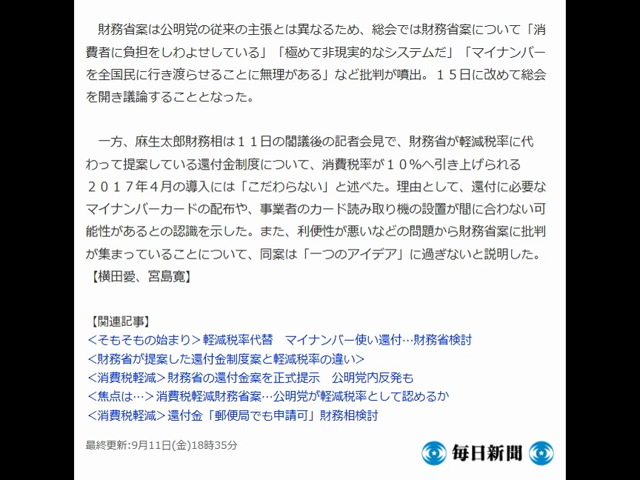 財務省案は公明党の従来の主張とは異なるため、総会では財務省案について「消
費者に負担をしわよせしている」「極めて非現実的なシステムだ」「マイナンバー
を全国民に行き渡らせることに無理がある」など批判が噴出。１５日に改めて総会
を開き議論することとなった。
一方、麻生太郎財務相は１１日の閣議後の記者会見で、財務省が軽減税率に代
わって提案している還付金制度について、消費税率が１０％へ引き上げられる
２０１７年４月の導入には「こだわらない」と述べた。理由として、還付に必要な
マイナンバーカードの配布や、事業者のカード読み取り機の設置が間に合わない可
能性があるとの認識を示した。また、利便性が悪いなどの問題から財務省案に批判
が集まっていることについて、同案は「一つのアイデア」に過ぎないと説明した。
【横田愛、宮島寛】
【関連記事】
＜そもそもの始まり＞軽減税率代替　マイナンバー使い還付…財務省検討
＜財務省が提案した還付金制度案と軽減税率の違い＞
＜消費税軽減＞財務省の還付金案を正式提示　公明党内反発も
＜焦点は…＞消費税軽減財務省案…公明党が軽減税率として認めるか
＜消費税軽減＞還付金「郵便局でも申請可」財務相検討
最終更新:9月11日(金)18時35分
毎日新聞